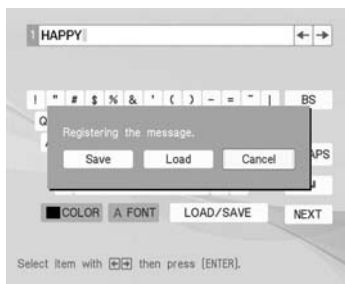 1 HAPPY ← →
! " # $ % & ' ( ) - = ~ | BS
Q
Registering the message.
Save Load Cancel
APS
COLOR A FONT LOAD/SAVE NEXT
Select item with ←→ then press [ENTER].